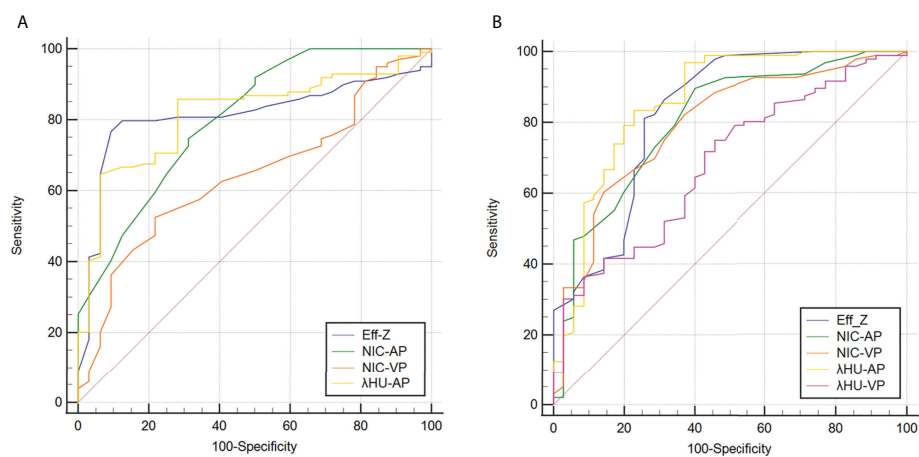 A
100
80
60
40
20
0
Sensitivity
0 20 40 60 80 100
100-Specificity
Eff-Z
NIC-AP
NIC-VP
λHU-AP
B
100
80
60
40
20
0
Sensitivity
0 20 40 60 80 100
100-Specificity
Eff_Z
NIC-AP
NIC-VP
λHU-AP
λHU-VP